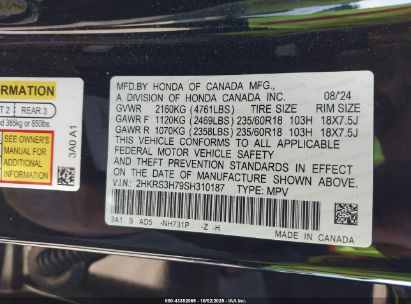 FORMATION
T 2 REAR 3
ed 385kg or 850lbs.
SEE OWNER'S
MANUAL FOR
ADDITIONAL
INFORMATION
3A0 A1
MFD.BY HONDA OF CANADA MFG., 08/'24
A DIVISION OF HONDA CANADA INC.
GVWR 2160KG (4761LBS) TIRE SIZE RIM SIZE
GAWR F 1120KG (2469LBS) 235/60R18 103H 18X7.5J
GAWR R 1070KG (2358LBS) 235/60R18 103H 18X7.5J
THIS VEHICLE CONFORMS TO ALL APPLICABLE
FEDERAL MOTOR VEHICLE SAFETY
AND THEFT PREVENTION STANDARDS IN EFFECT ON
THE DATE OF MANUFACTURE SHOWN ABOVE.
V.I.N: 2HKRS3H79SH310187 TYPE: MPV
3A1 S AD5 -NH731P -Z -H
MADE IN CANADA